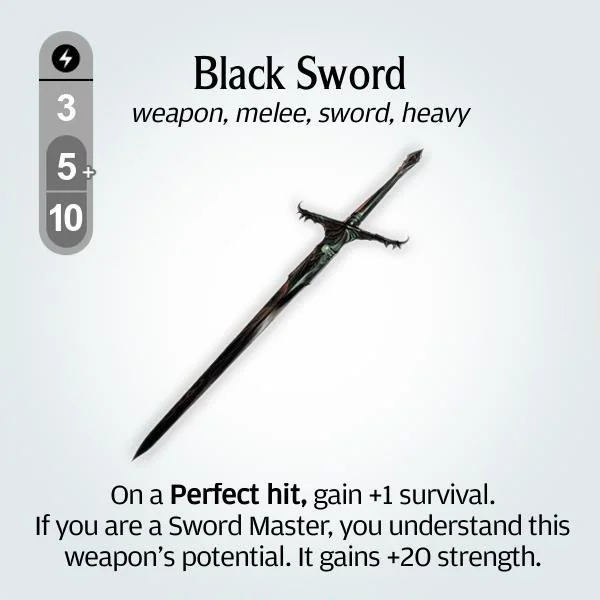 Black Sword
weapon, melee, sword, heavy
3
5+
10
On a Perfect hit, gain +1 survival.
If you are a Sword Master, you understand this
weapon's potential. It gains +20 strength.